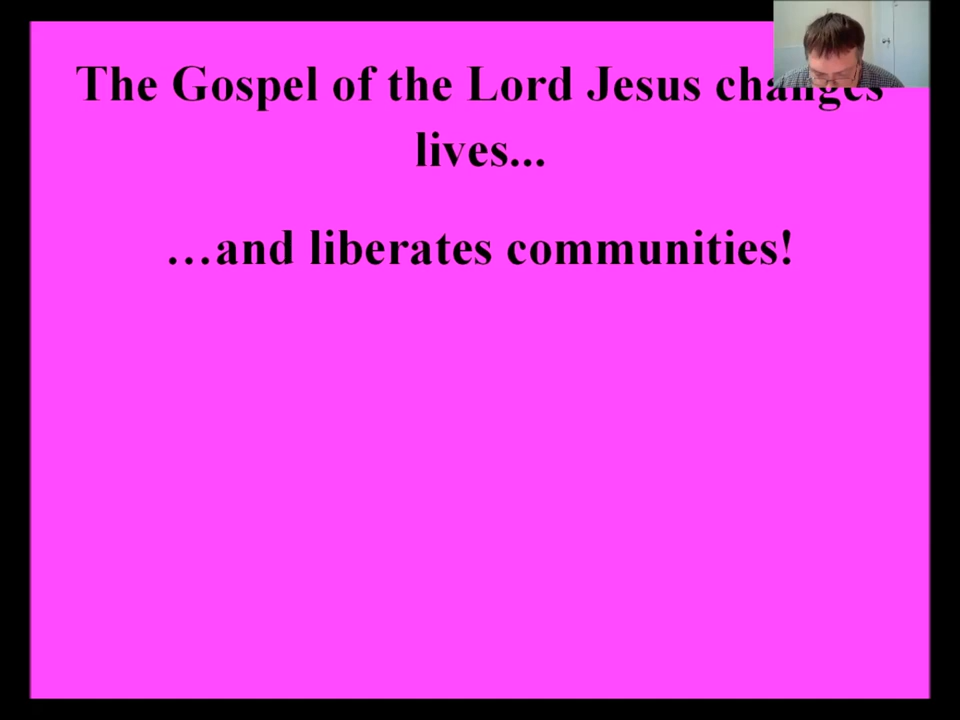 The Gospel of the Lord Jesus changes
lives...
…and liberates communities!